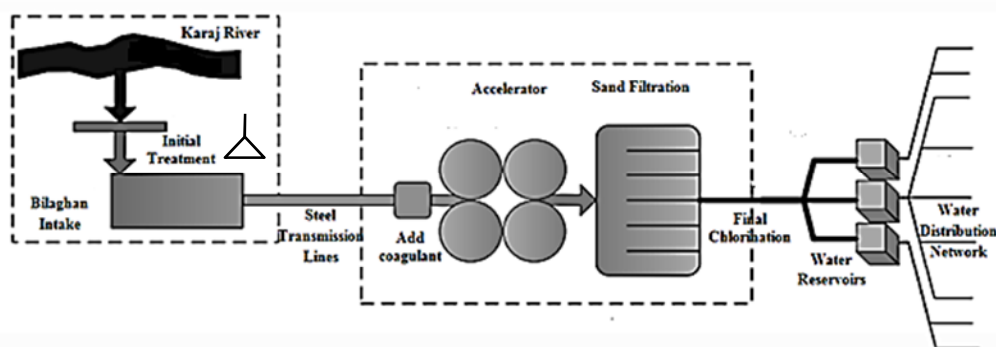 Karaj River
Initial
Treatment
Bilaghan
Intake
Steel
Transmission
Lines
Add
coagulant
Accelerator
Sand Filtration
Final
Chlorihation
Water
Reservoirs
Water
Distribution
Network